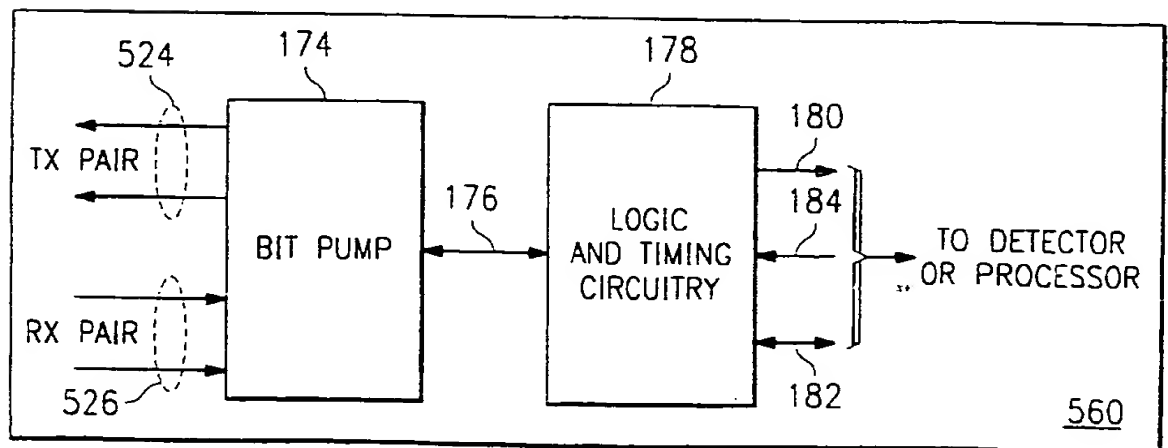 524
174
178
180
TX PAIR
184
176
BIT PUMP
LOGIC
AND TIMING
CIRCUITRY
TO DETECTOR
OR PROCESSOR
RX PAIR
526
182
560